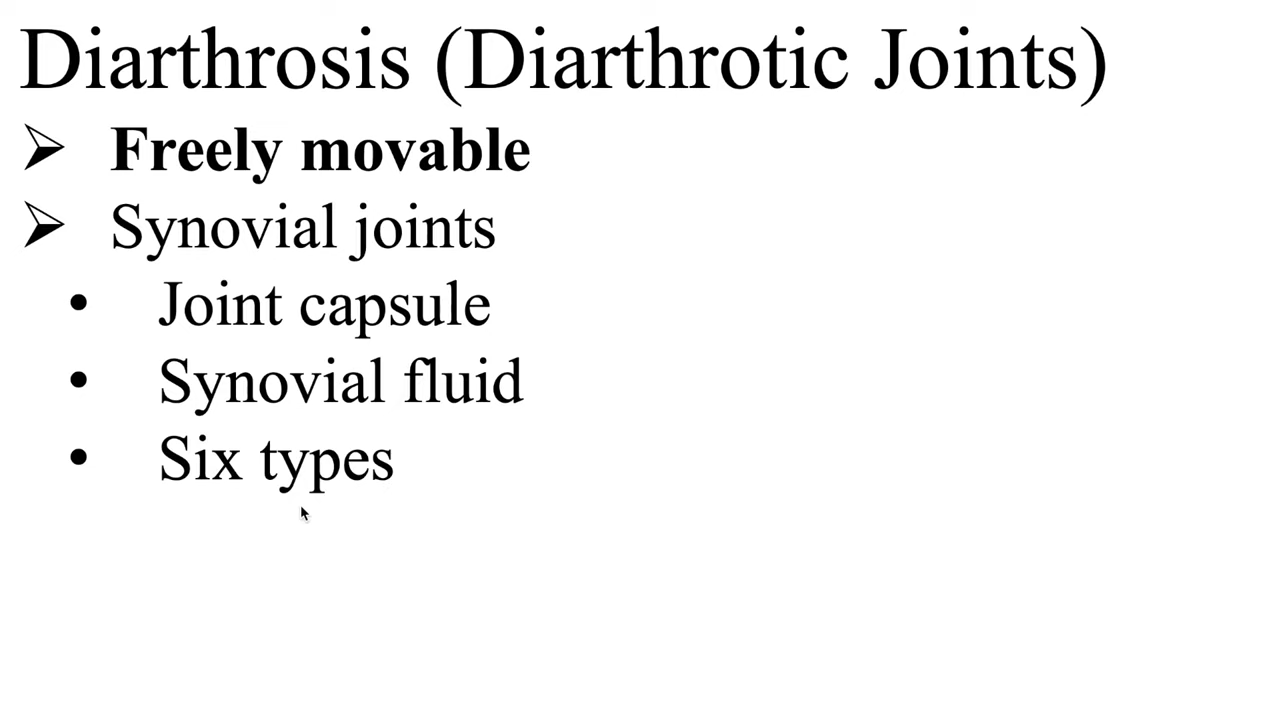 Diarthrosis (Diarthrotic Joints)
➢ Freely movable
➢ Synovial joints
• Joint capsule
• Synovial fluid
• Six types